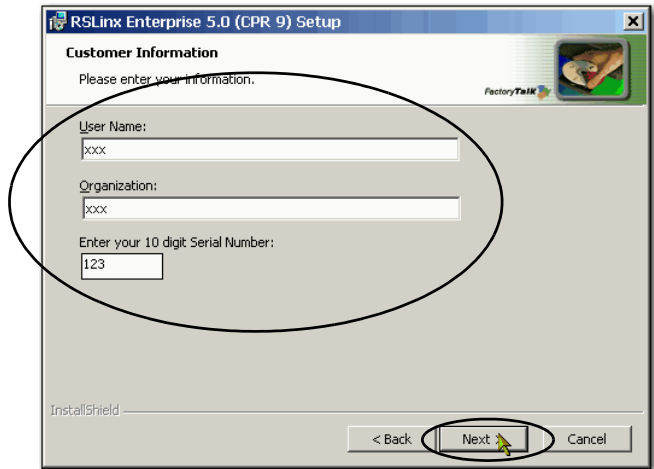 RSLinx Enterprise 5.0 (CPR 9) Setup
Customer Information
Please enter your information.
FactoryTalk
User Name:
xxx
Organization:
xxx
Enter your 10 digit Serial Number:
123
InstallShield
< Back Next > Cancel